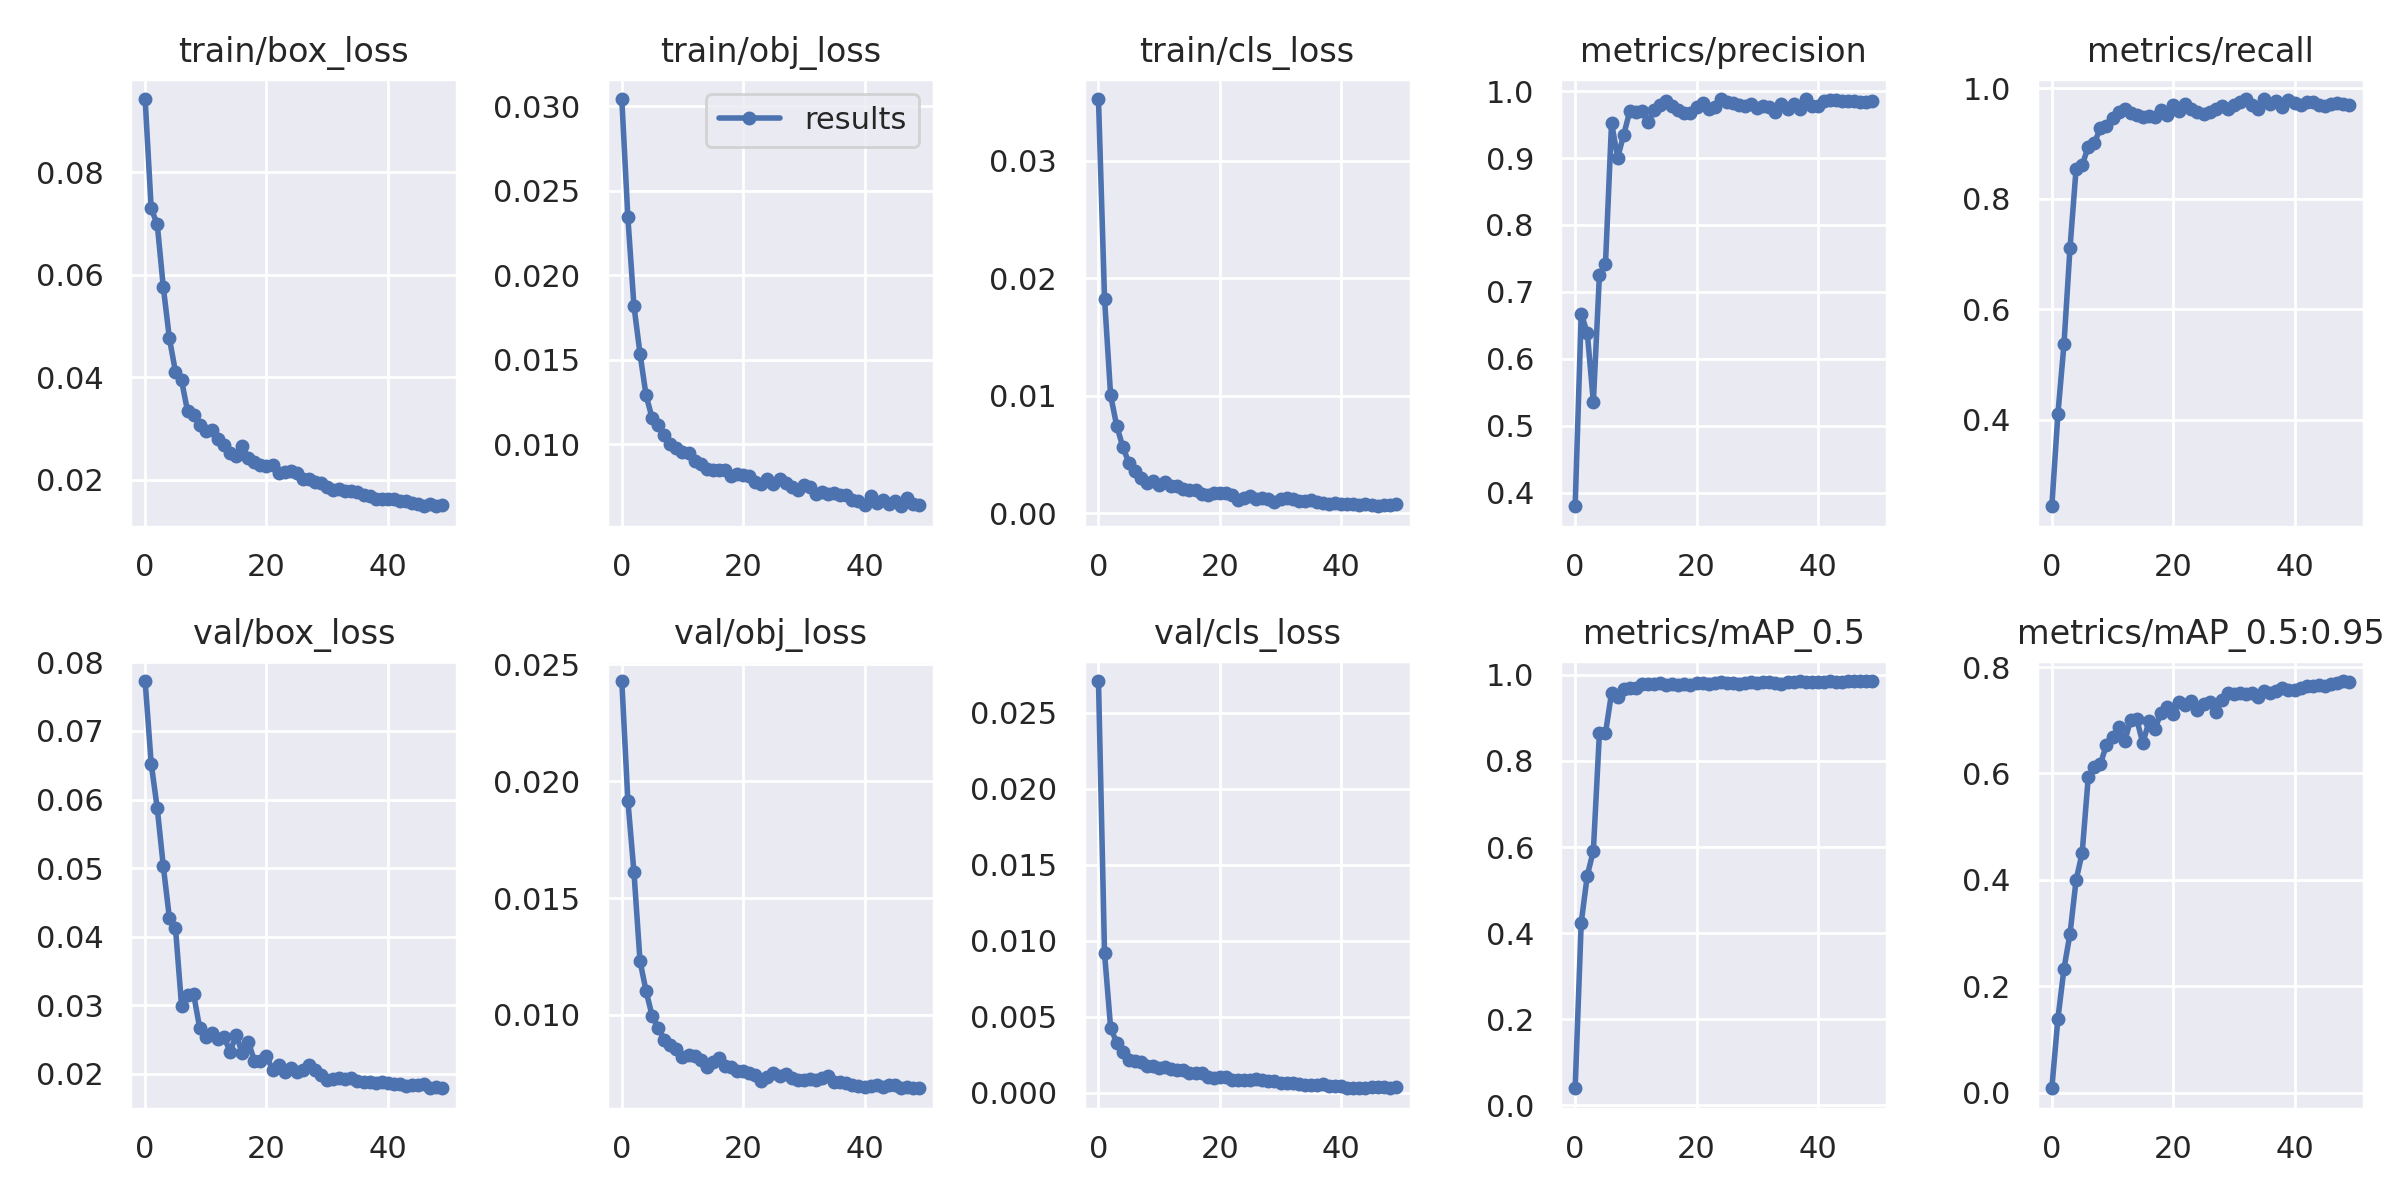 train/box_loss
0.08
0.06
0.04
0.02
0 20 40
train/obj_loss
results
0.030
0.025
0.020
0.015
0.010
0 20 40
train/cls_loss
0.03
0.02
0.01
0.00
0 20 40
metrics/precision
1.0
0.9
0.8
0.7
0.6
0.5
0.4
0 20 40
metrics/recall
1.0
0.8
0.6
0.4
0 20 40
val/box_loss
0.08
0.07
0.06
0.05
0.04
0.03
0.02
0 20 40
val/obj_loss
0.025
0.020
0.015
0.010
0 20 40
val/cls_loss
0.025
0.020
0.015
0.010
0.005
0.000
0 20 40
metrics/mAP_0.5
1.0
0.8
0.6
0.4
0.2
0.0
0 20 40
metrics/mAP_0.5:0.95
0.8
0.6
0.4
0.2
0.0
0 20 40